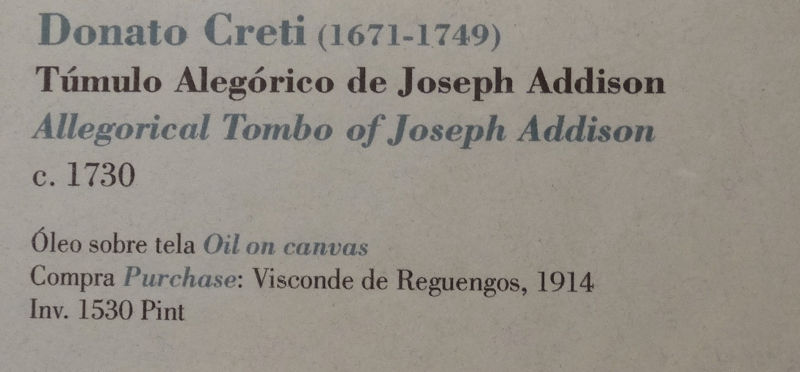 Donato Creti (1671-1749)
Túmulo Alegórico de Joseph Addison
Allegorical Tombo of Joseph Addison
c. 1730
Óleo sobre tela Oil on canvas
Compra Purchase: Visconde de Reguengos, 1914
Inv. 1530 Pint